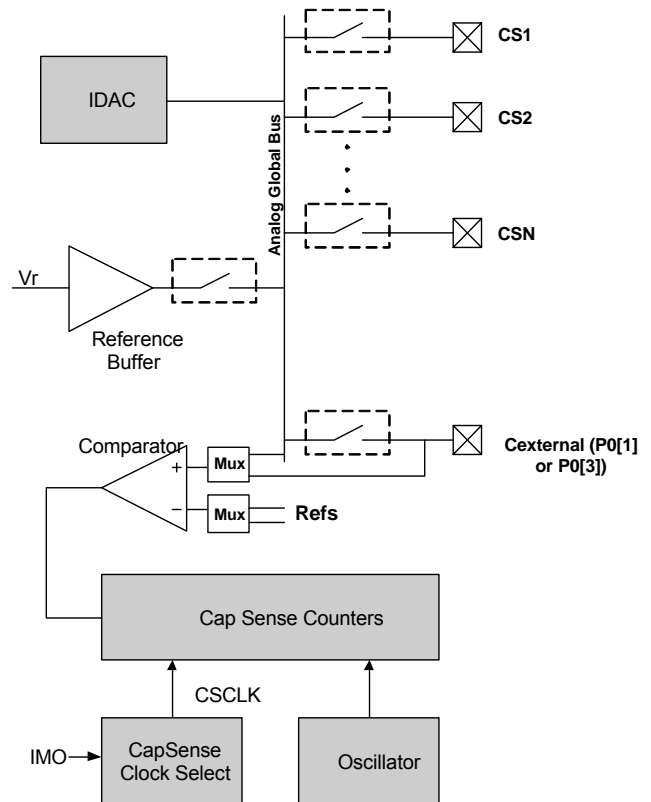 CS1
IDAC
CS2
Analog Global Bus
CSN
Vr
Reference
Buffer
Comparator
Cexternal (P0[1]
or P0[3])
+
Mux
−
Mux
Refs
Cap Sense Counters
CSCLK
IMO
CapSense
Clock Select
Oscillator